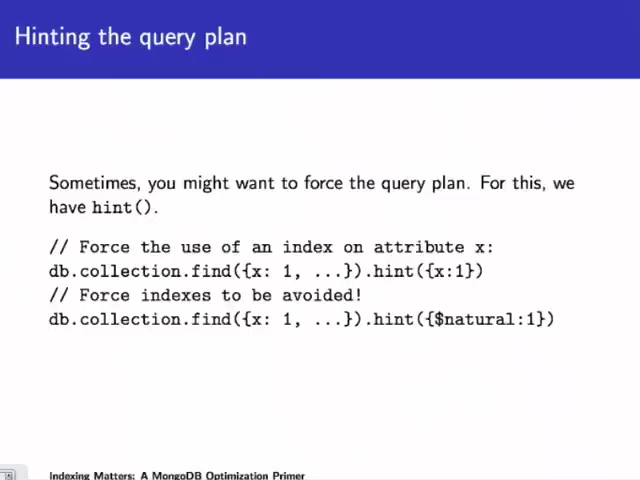 Hinting the query plan
Sometimes, you might want to force the query plan. For this, we
have hint().
// Force the use of an index on attribute x:
db.collection.find({x: 1, ...}).hint({x:1})
// Force indexes to be avoided!
db.collection.find({x: 1, ...}).hint({$natural:1})
Indexing Matters: A MongoDB Optimization Primer